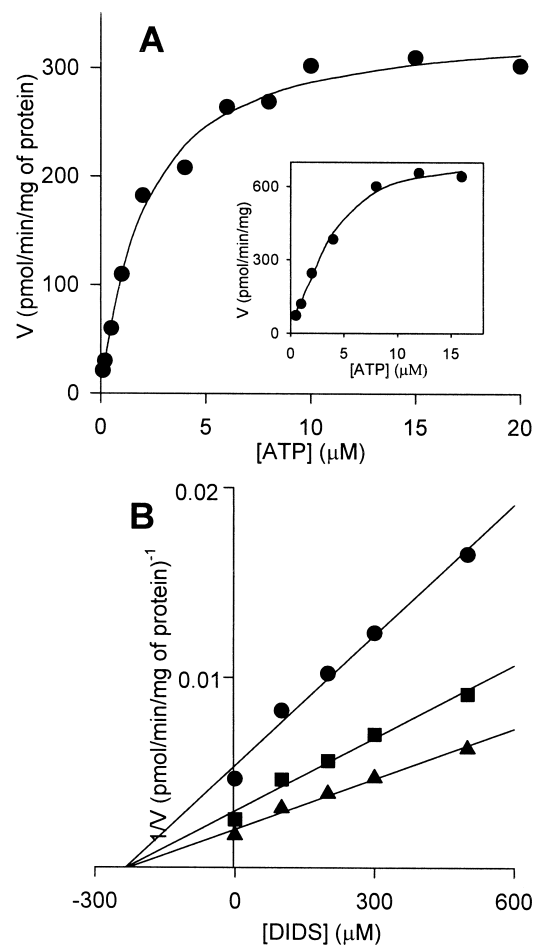 A
V (pmol/min/mg of protein)
300
200
100
0
0 5 10 15 20
[ATP] (µM)
V (pmol/min/mg)
600
300
0
0 5 10 15
[ATP] (µM)
B
1/V (pmol/min/mg of protein)⁻¹
0.02
0.01
-300 0 300 600
[DIDS] (µM)